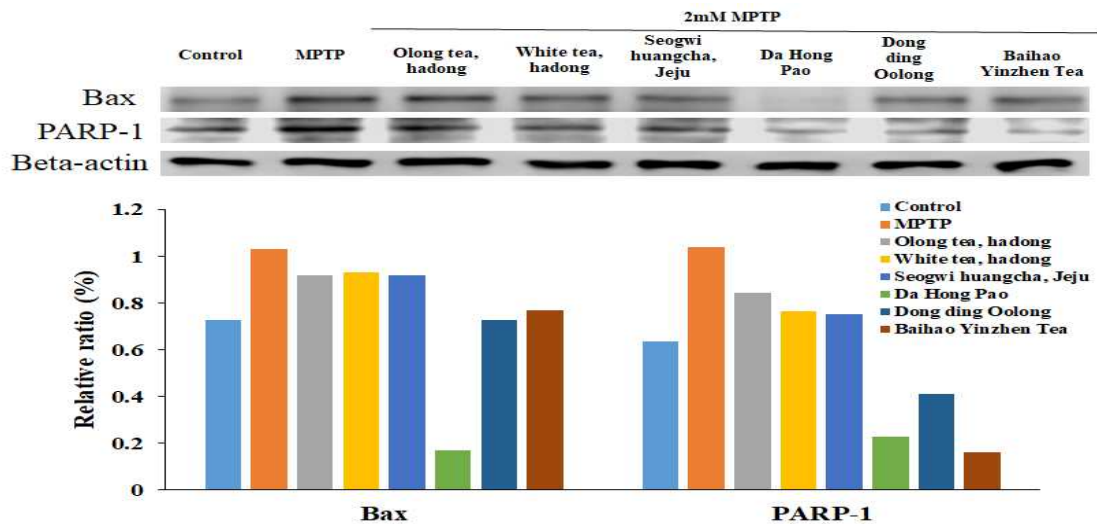 2mM MPTP
Control
MPTP
Olong tea,
hadong
White tea,
hadong
Seogwi
huangcha,
Jeju
Da Hong
Pao
Dong
ding
Oolong
Baihao
Yinzhen Tea
Bax
PARP-1
Beta-actin
Relative ratio (%)
1.2
1
0.8
0.6
0.4
0.2
0
Control
MPTP
Olong tea, hadong
White tea, hadong
Seogwi huangcha, Jeju
Da Hong Pao
Dong ding Oolong
Baihao Yinzhen Tea
Bax
PARP-1